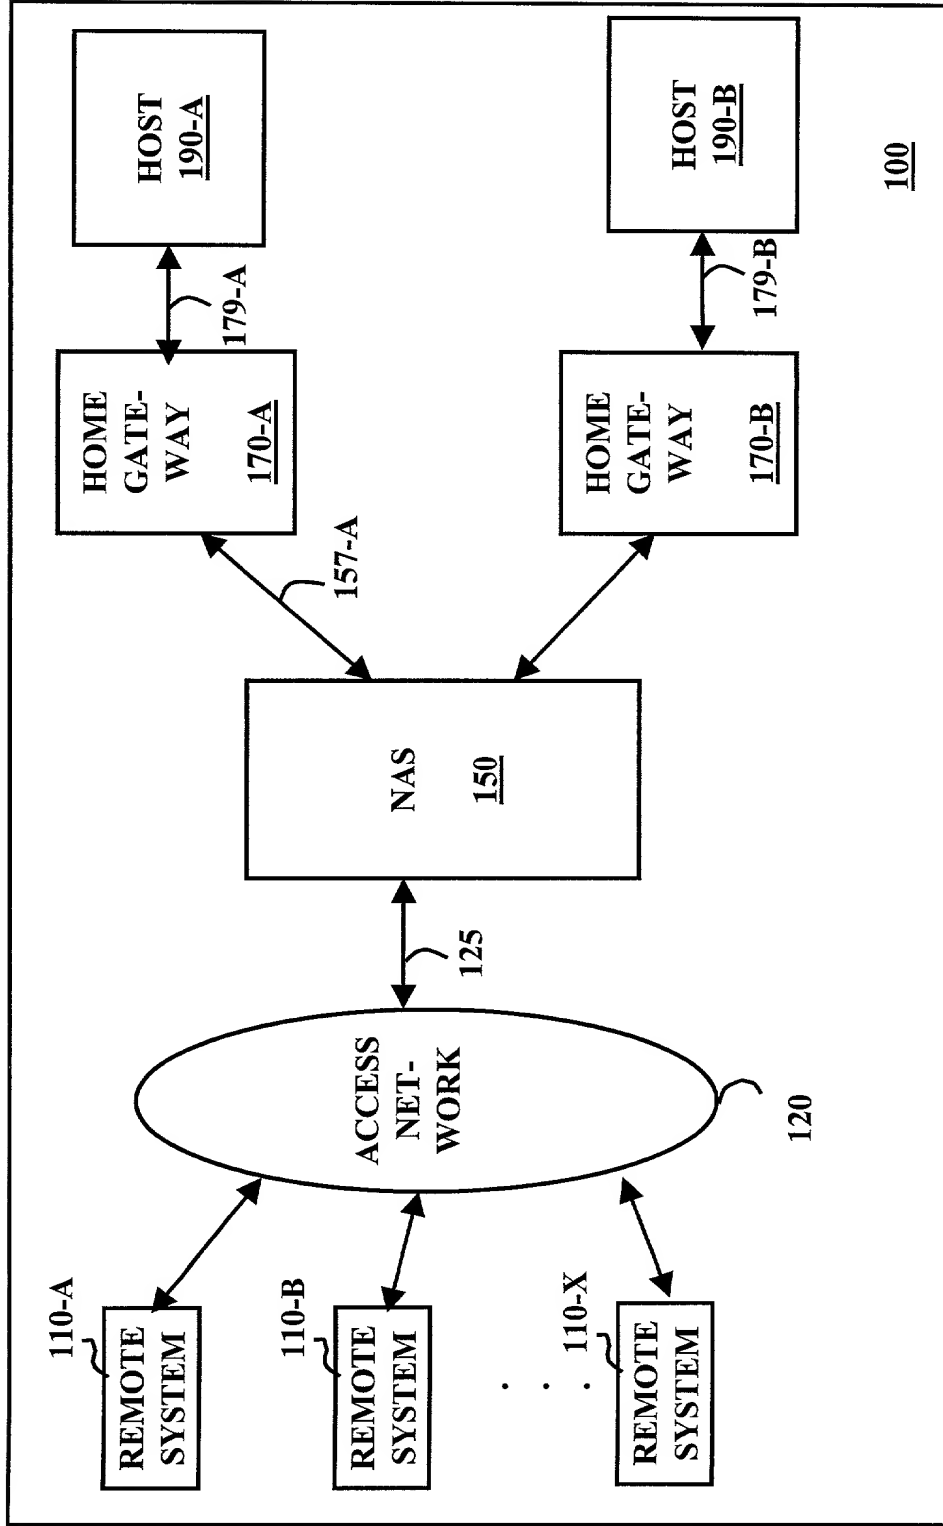 110-A
REMOTE
SYSTEM
110-B
REMOTE
SYSTEM
. . .
110-X
REMOTE
SYSTEM
ACCESS
NET-
WORK
120
125
NAS
150
157-A
HOME
GATE-
WAY
170-A
179-A
HOST
190-A
HOME
GATE-
WAY
170-B
179-B
HOST
190-B
100